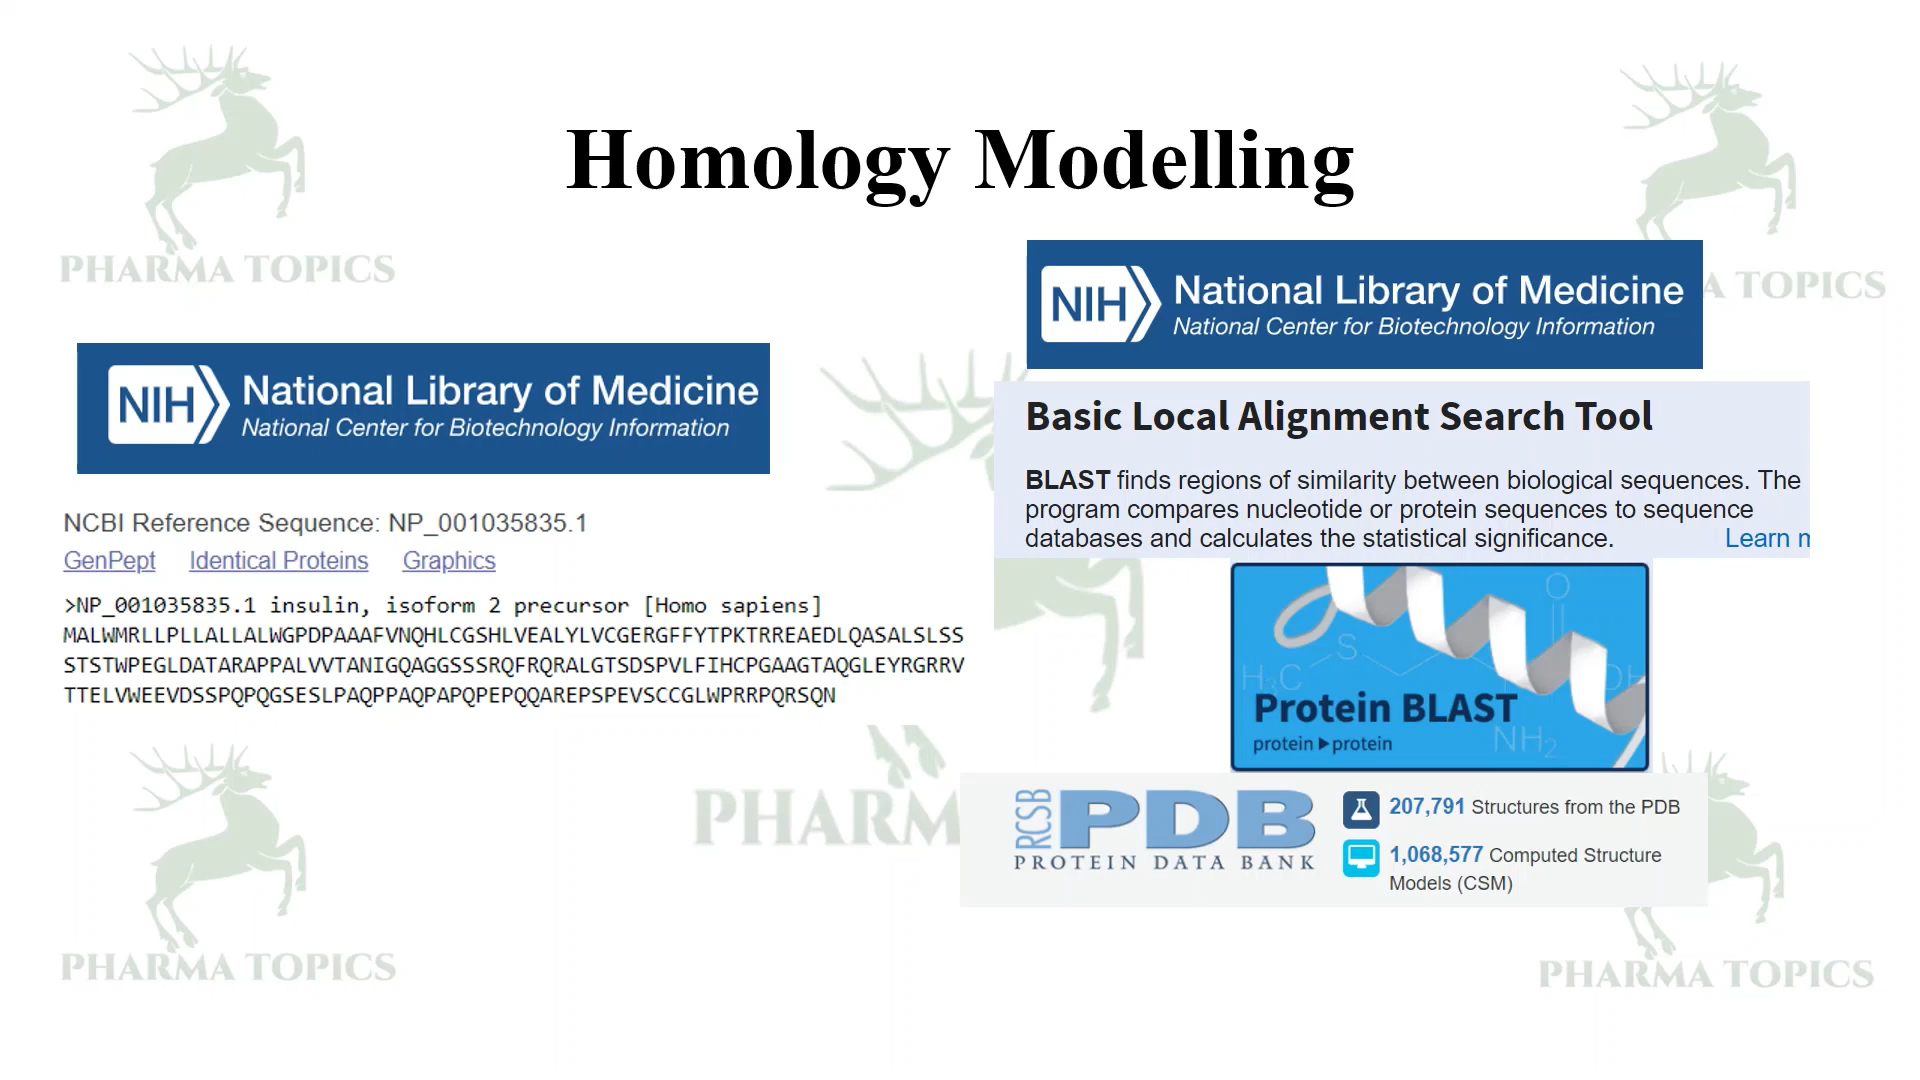 Homology Modelling
PHARMA TOPICS
A TOPICS
NIH National Library of Medicine
National Center for Biotechnology Information
NIH National Library of Medicine
National Center for Biotechnology Information
NCBI Reference Sequence: NP_001035835.1
GenPept Identical Proteins Graphics
>NP_001035835.1 insulin, isoform 2 precursor [Homo sapiens]
MALWMRLLPLLALLALWGPDPAAAFVNQHLCGSHLVEALYLVCGERGFFYTPKTRREAEDLQASALSLSS
STSTWPEGLDATARAPPALVVTANIGQAGGSSSRQFRQRALGTSDSPVLFIHCPGAAGTAQGLEYRGRRV
TTELVWEEVDSSPQPQGSESLPAQPPAQPAPQPEPQQAREPSPEVSCCGLWPRRPQRSQN
Basic Local Alignment Search Tool
BLAST finds regions of similarity between biological sequences. The
program compares nucleotide or protein sequences to sequence
databases and calculates the statistical significance. Learn m
H₃C S O OH
Protein BLAST
protein ▶ protein
NH₂
RCSB PDB
PROTEIN DATA BANK
207,791 Structures from the PDB
1,068,577 Computed Structure
Models (CSM)
PHARM
PHARMA TOPICS
PHARMA TOPICS